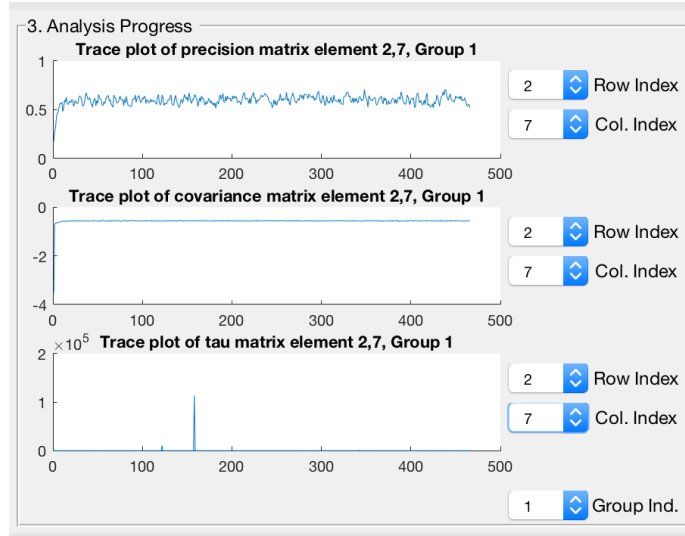 3. Analysis Progress
Trace plot of precision matrix element 2,7, Group 1
1
0.5
0
0 100 200 300 400 500
2 Row Index
7 Col. Index
Trace plot of covariance matrix element 2,7, Group 1
0
-2
-4
0 100 200 300 400 500
2 Row Index
7 Col. Index
×10⁵ Trace plot of tau matrix element 2,7, Group 1
2
1
0
0 100 200 300 400 500
2 Row Index
7 Col. Index
1 Group Ind.